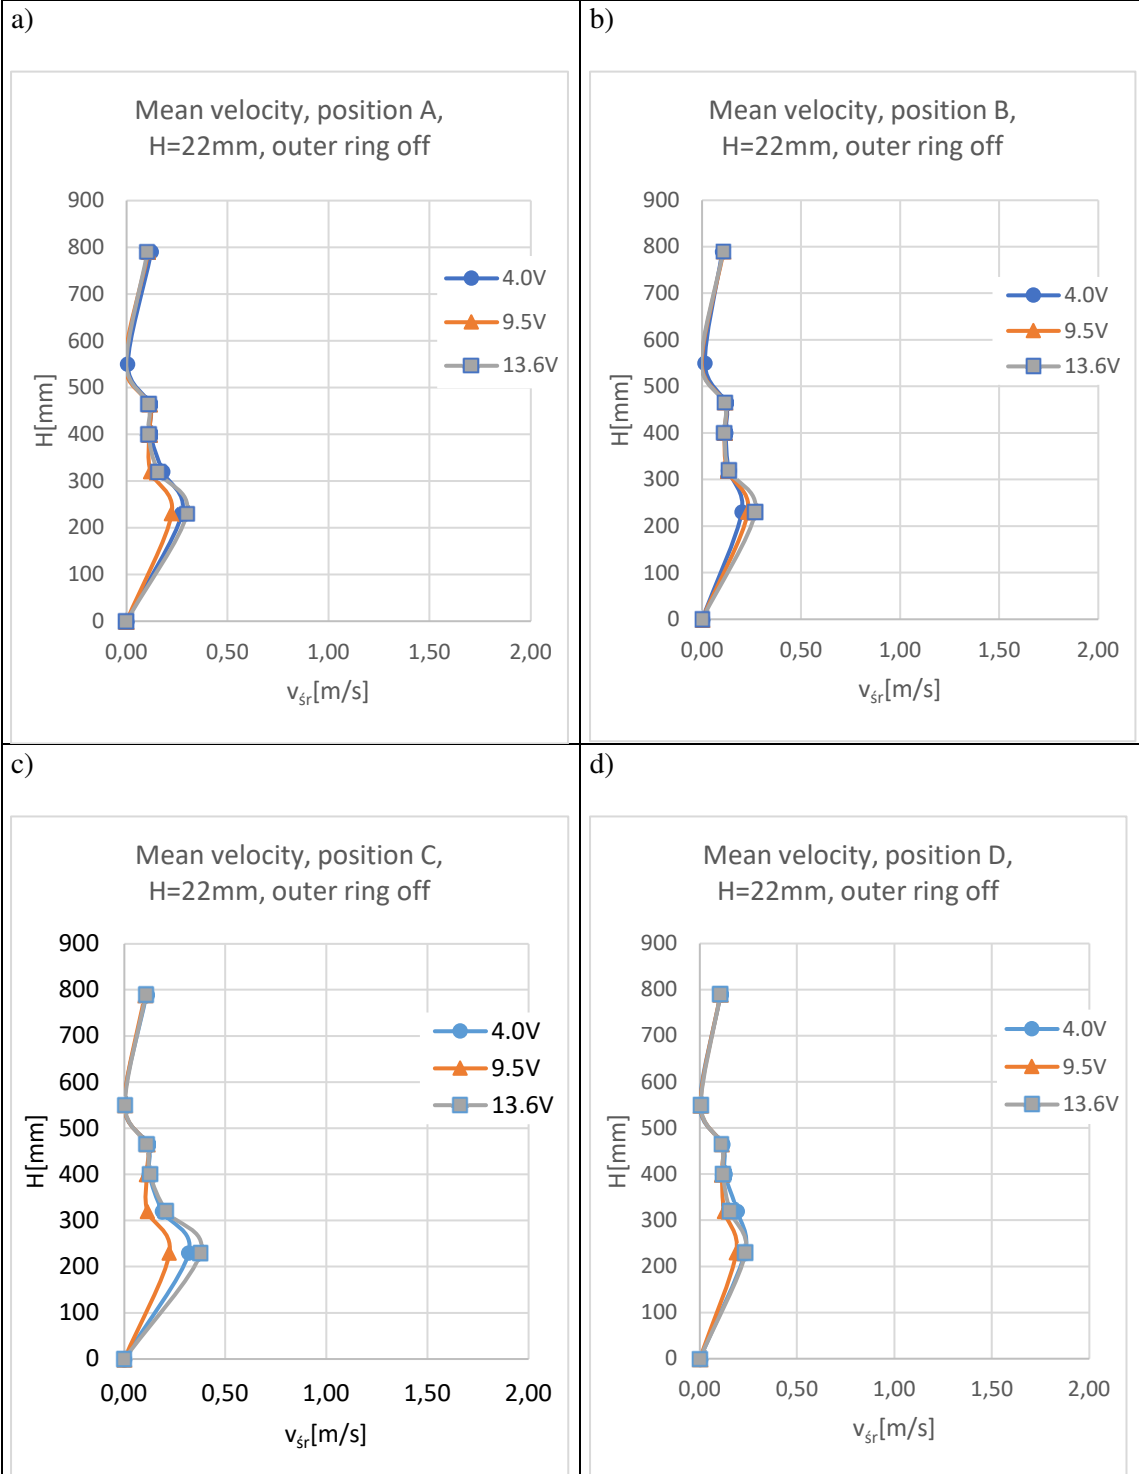 a)
Mean velocity, position A,
H=22mm, outer ring off
900
800
700
600
500
400
300
200
100
0
H[mm]
0,00 0,50 1,00 1,50 2,00
vśr[m/s]
4.0V
9.5V
13.6V
b)
Mean velocity, position B,
H=22mm, outer ring off
900
800
700
600
500
400
300
200
100
0
H[mm]
0,00 0,50 1,00 1,50 2,00
vśr[m/s]
4.0V
9.5V
13.6V
c)
Mean velocity, position C,
H=22mm, outer ring off
900
800
700
600
500
400
300
200
100
0
H[mm]
0,00 0,50 1,00 1,50 2,00
vśr[m/s]
4.0V
9.5V
13.6V
d)
Mean velocity, position D,
H=22mm, outer ring off
900
800
700
600
500
400
300
200
100
0
H[mm]
0,00 0,50 1,00 1,50 2,00
vśr[m/s]
4.0V
9.5V
13.6V